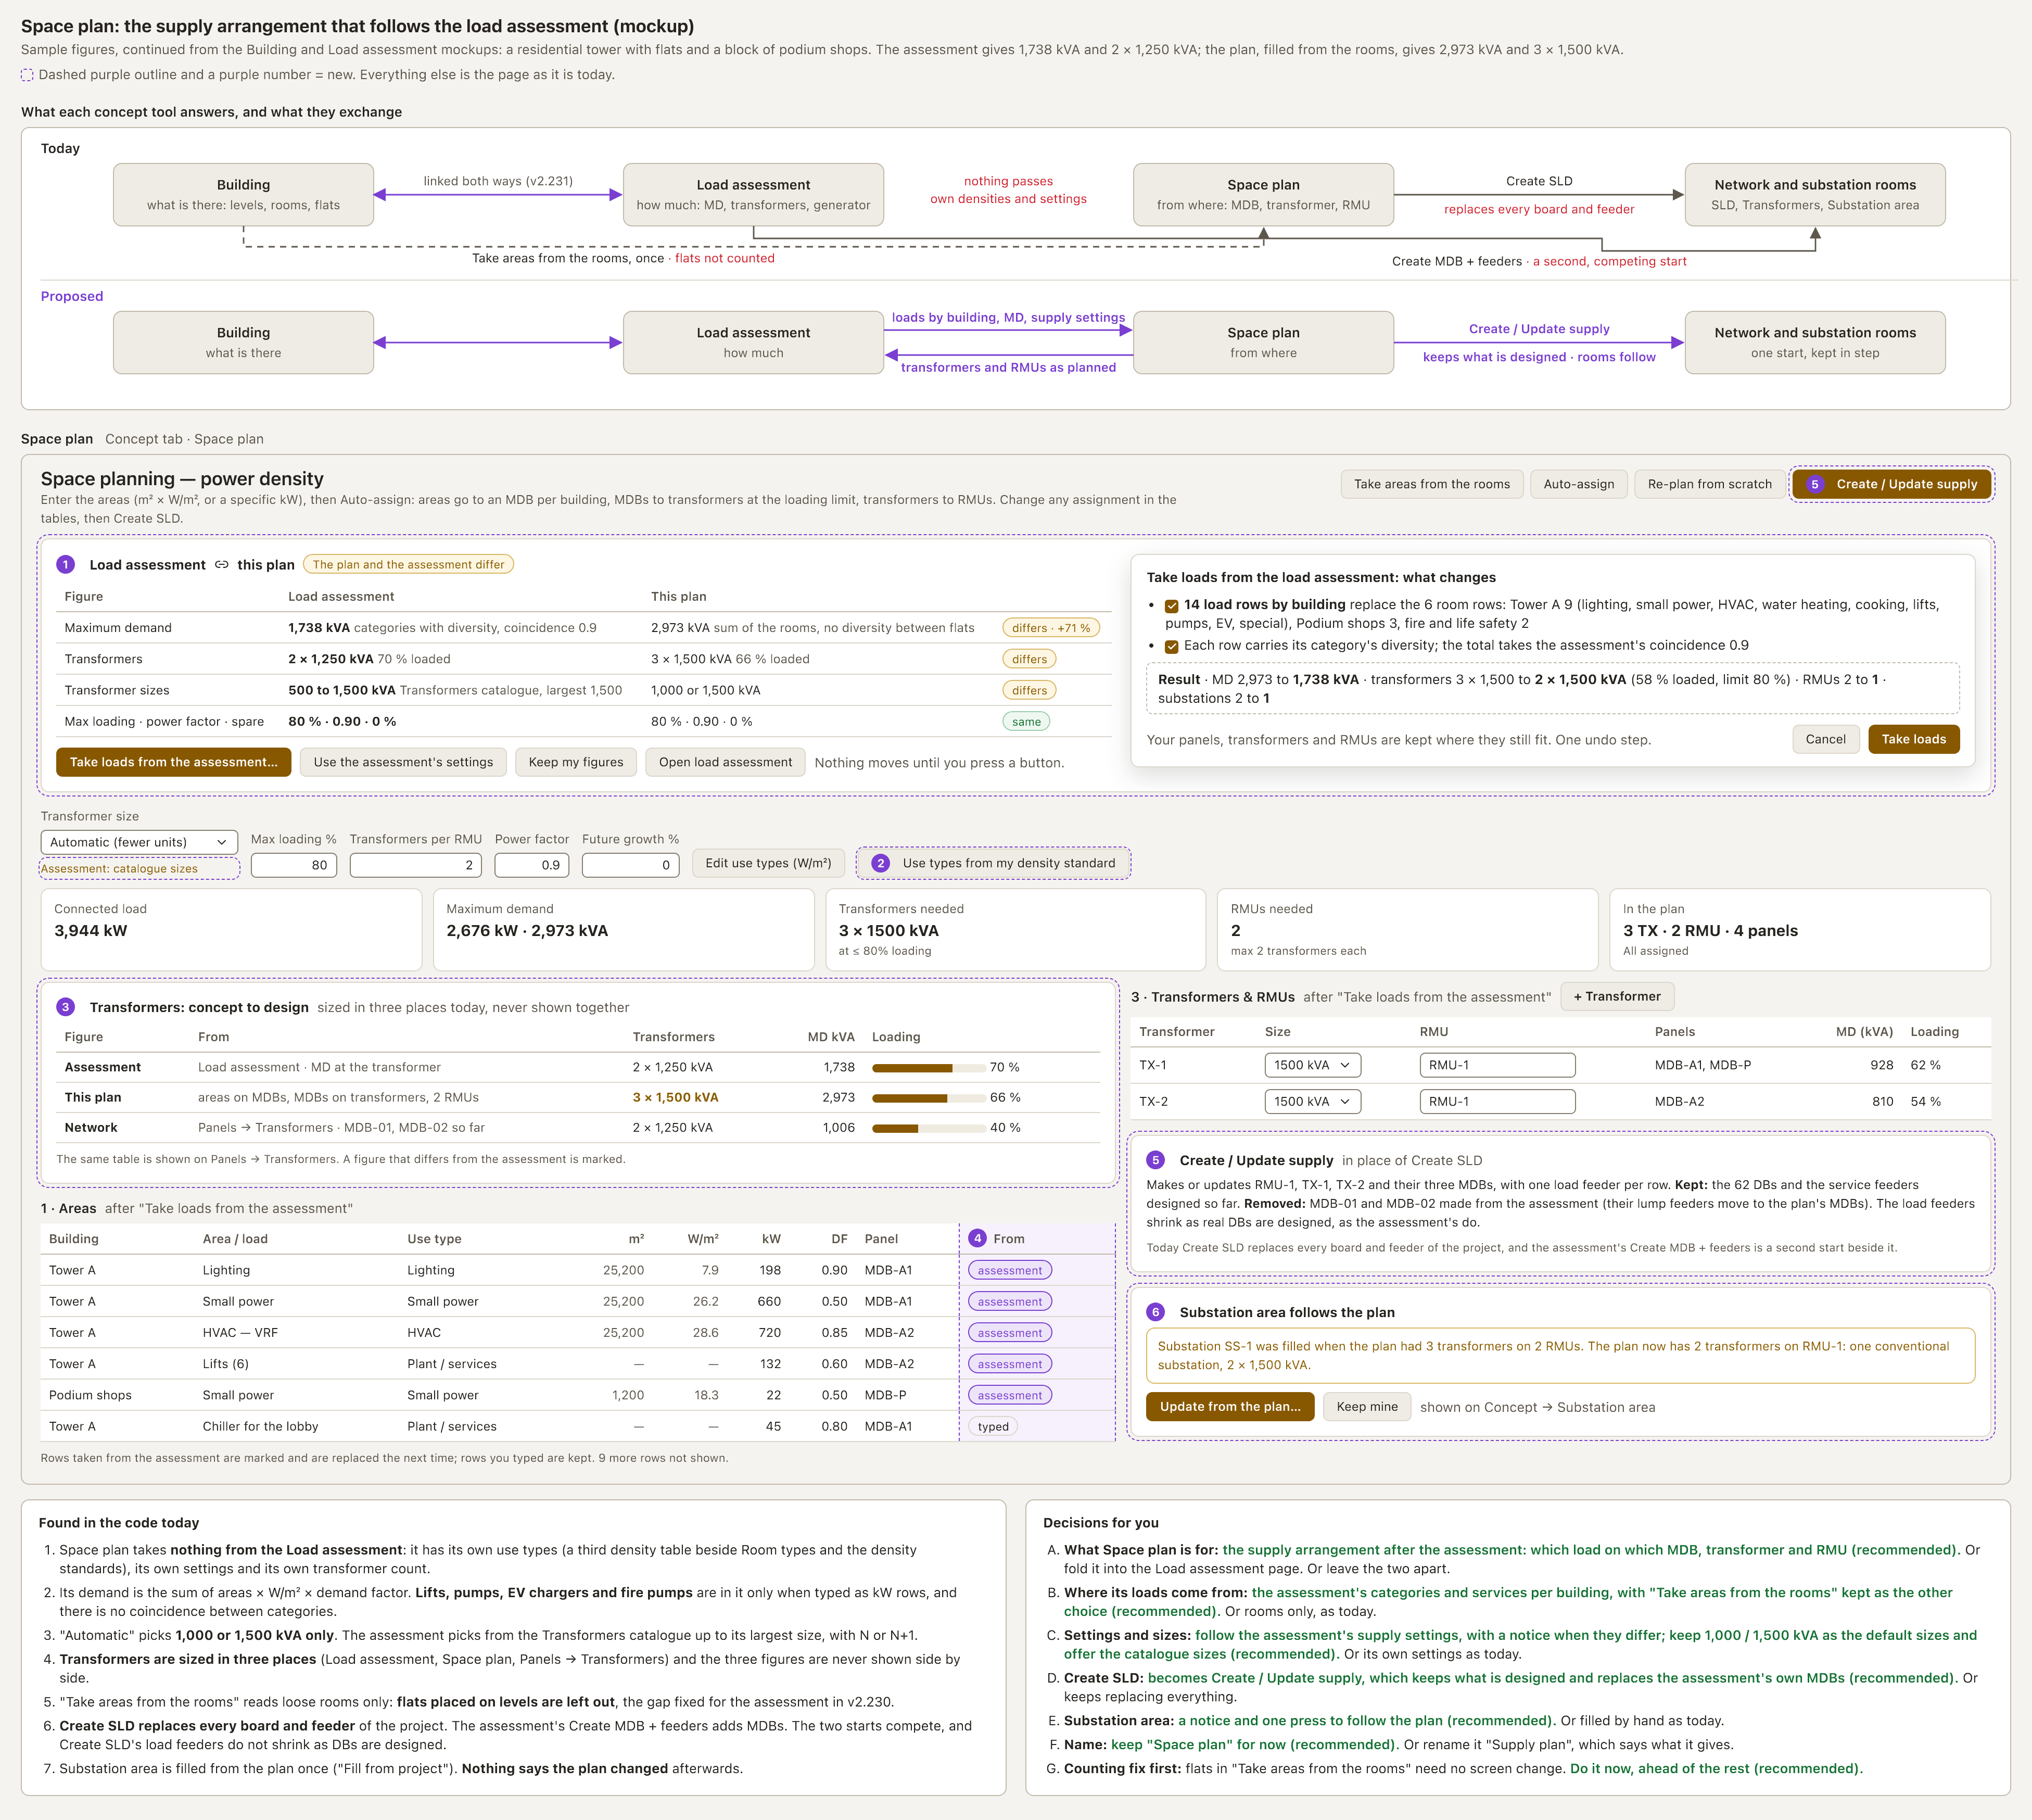 Space plan: the supply arrangement that follows the load assessment (mockup)
Sample figures, continued from the Building and Load assessment mockups: a residential tower with flats and a block of podium shops. The assessment gives 1,738 kVA and 2 × 1,250 kVA; the plan, filled from the rooms, gives 2,973 kVA and 3 × 1,500 kVA.
Dashed purple outline and a purple number = new. Everything else is the page as it is today.
What each concept tool answers, and what they exchange
Today
Building
what is there: levels, rooms, flats
linked both ways (v2.231)
Load assessment
how much: MD, transformers, generator
nothing passes
own densities and settings
Space plan
from where: MDB, transformer, RMU
Create SLD
replaces every board and feeder
Network and substation rooms
SLD, Transformers, Substation area
Take areas from the rooms, once · flats not counted
Create MDB + feeders · a second, competing start
Proposed
Building
what is there
Load assessment
how much
loads by building, MD, supply settings
transformers and RMUs as planned
Space plan
from where
Create / Update supply
keeps what is designed · rooms follow
Network and substation rooms
one start, kept in step
Space plan Concept tab · Space plan
Space planning — power density
Enter the areas (m² × W/m², or a specific kW), then Auto-assign: areas go to an MDB per building, MDBs to transformers at the loading limit, transformers to RMUs. Change any assignment in the
tables, then Create SLD.
Take areas from the rooms
Auto-assign
Re-plan from scratch
5 Create / Update supply
1 Load assessment this plan The plan and the assessment differ
Figure Load assessment This plan
Maximum demand 1,738 kVA categories with diversity, coincidence 0.9 2,973 kVA sum of the rooms, no diversity between flats differs · +71 %
Transformers 2 × 1,250 kVA 70 % loaded 3 × 1,500 kVA 66 % loaded differs
Transformer sizes 500 to 1,500 kVA Transformers catalogue, largest 1,500 1,000 or 1,500 kVA differs
Max loading · power factor · spare 80 % · 0.90 · 0 % 80 % · 0.90 · 0 % same
Take loads from the assessment... Use the assessment's settings Keep my figures Open load assessment Nothing moves until you press a button.
Take loads from the load assessment: what changes
• 14 load rows by building replace the 6 room rows: Tower A 9 (lighting, small power, HVAC, water heating, cooking, lifts,
pumps, EV, special), Podium shops 3, fire and life safety 2
• Each row carries its category's diversity; the total takes the assessment's coincidence 0.9
Result · MD 2,973 to 1,738 kVA · transformers 3 × 1,500 to 2 × 1,500 kVA (58 % loaded, limit 80 %) · RMUs 2 to 1 ·
substations 2 to 1
Your panels, transformers and RMUs are kept where they still fit. One undo step.
Cancel Take loads
Transformer size
Automatic (fewer units)
Assessment: catalogue sizes
Max loading %
80
Transformers per RMU
2
Power factor
0.9
Future growth %
0
Edit use types (W/m²)
2 Use types from my density standard
Connected load
3,944 kW
Maximum demand
2,676 kW · 2,973 kVA
Transformers needed
3 × 1500 kVA
at ≤ 80% loading
RMUs needed
2
max 2 transformers each
In the plan
3 TX · 2 RMU · 4 panels
All assigned
3 Transformers: concept to design sized in three places today, never shown together
Figure From Transformers MD kVA Loading
Assessment Load assessment · MD at the transformer 2 × 1,250 kVA 1,738 70 %
This plan areas on MDBs, MDBs on transformers, 2 RMUs 3 × 1,500 kVA 2,973 66 %
Network Panels → Transformers · MDB-01, MDB-02 so far 2 × 1,250 kVA 1,006 40 %
The same table is shown on Panels → Transformers. A figure that differs from the assessment is marked.
1 · Areas after "Take loads from the assessment"
Building Area / load Use type m² W/m² kW DF Panel 4 From
Tower A Lighting Lighting 25,200 7.9 198 0.90 MDB-A1 assessment
Tower A Small power Small power 25,200 26.2 660 0.50 MDB-A1 assessment
Tower A HVAC — VRF HVAC 25,200 28.6 720 0.85 MDB-A2 assessment
Tower A Lifts (6) Plant / services — — 132 0.60 MDB-A2 assessment
Podium shops Small power Small power 1,200 18.3 22 0.50 MDB-P assessment
Tower A Chiller for the lobby Plant / services — — 45 0.80 MDB-A1 typed
Rows taken from the assessment are marked and are replaced the next time; rows you typed are kept. 9 more rows not shown.
3 · Transformers & RMUs after "Take loads from the assessment" + Transformer
Transformer Size RMU Panels MD (kVA) Loading
TX-1 1500 kVA RMU-1 MDB-A1, MDB-P 928 62 %
TX-2 1500 kVA RMU-1 MDB-A2 810 54 %
5 Create / Update supply in place of Create SLD
Makes or updates RMU-1, TX-1, TX-2 and their three MDBs, with one load feeder per row. Kept: the 62 DBs and the service feeders
designed so far. Removed: MDB-01 and MDB-02 made from the assessment (their lump feeders move to the plan's MDBs). The load feeders
shrink as real DBs are designed, as the assessment's do.
Today Create SLD replaces every board and feeder of the project, and the assessment's Create MDB + feeders is a second start beside it.
6 Substation area follows the plan
Substation SS-1 was filled when the plan had 3 transformers on 2 RMUs. The plan now has 2 transformers on RMU-1: one conventional
substation, 2 × 1,500 kVA.
Update from the plan... Keep mine shown on Concept → Substation area
Found in the code today
1. Space plan takes nothing from the Load assessment: it has its own use types (a third density table beside Room types and the density
standards), its own settings and its own transformer count.
2. Its demand is the sum of areas × W/m² × demand factor. Lifts, pumps, EV chargers and fire pumps are in it only when typed as kW rows, and
there is no coincidence between categories.
3. "Automatic" picks 1,000 or 1,500 kVA only. The assessment picks from the Transformers catalogue up to its largest size, with N or N+1.
4. Transformers are sized in three places (Load assessment, Space plan, Panels → Transformers) and the three figures are never shown side by
side.
5. "Take areas from the rooms" reads loose rooms only: flats placed on levels are left out, the gap fixed for the assessment in v2.230.
6. Create SLD replaces every board and feeder of the project. The assessment's Create MDB + feeders adds MDBs. The two starts compete, and
Create SLD's load feeders do not shrink as DBs are designed.
7. Substation area is filled from the plan once ("Fill from project"). Nothing says the plan changed afterwards.
Decisions for you
A. What Space plan is for: the supply arrangement after the assessment: which load on which MDB, transformer and RMU (recommended). Or
fold it into the Load assessment page. Or leave the two apart.
B. Where its loads come from: the assessment's categories and services per building, with "Take areas from the rooms" kept as the other
choice (recommended). Or rooms only, as today.
C. Settings and sizes: follow the assessment's supply settings, with a notice when they differ; keep 1,000 / 1,500 kVA as the default sizes and
offer the catalogue sizes (recommended). Or its own settings as today.
D. Create SLD: becomes Create / Update supply, which keeps what is designed and replaces the assessment's own MDBs (recommended). Or
keeps replacing everything.
E. Substation area: a notice and one press to follow the plan (recommended). Or filled by hand as today.
F. Name: keep "Space plan" for now (recommended). Or rename it "Supply plan", which says what it gives.
G. Counting fix first: flats in "Take areas from the rooms" need no screen change. Do it now, ahead of the rest (recommended).